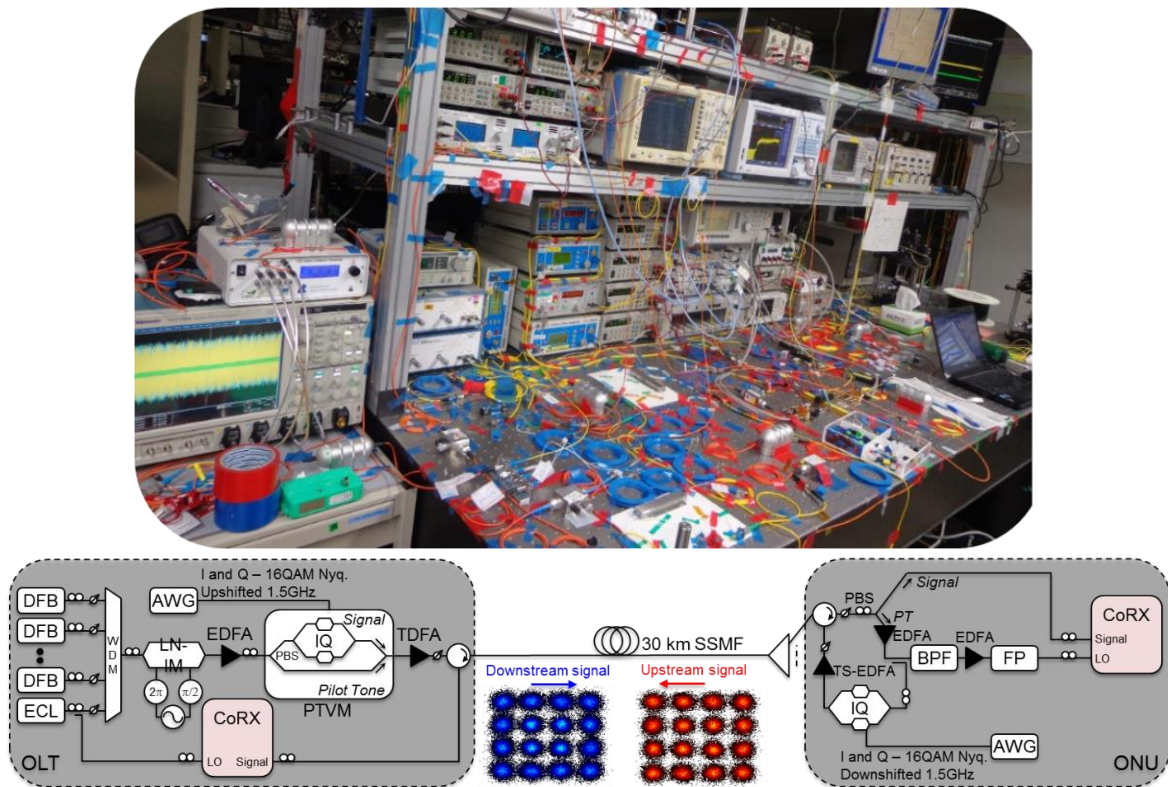 I and Q – 16QAM Nyq.
Upshifted 1.5GHz
DFB
DFB
DFB
ECL
WDM
LN-
IM
2π
π/2
EDFA
AWG
PBS
IQ
Signal
Pilot Tone
PTVM
TDFA
CoRX
LO
Signal
OLT
30 km SSMF
Downstream signal
Upstream signal
PBS
Signal
PT
EDFA
BPF
EDFA
FP
CoRX
Signal
LO
TS-EDFA
IQ
AWG
I and Q – 16QAM Nyq.
Downshifted 1.5GHz
ONU